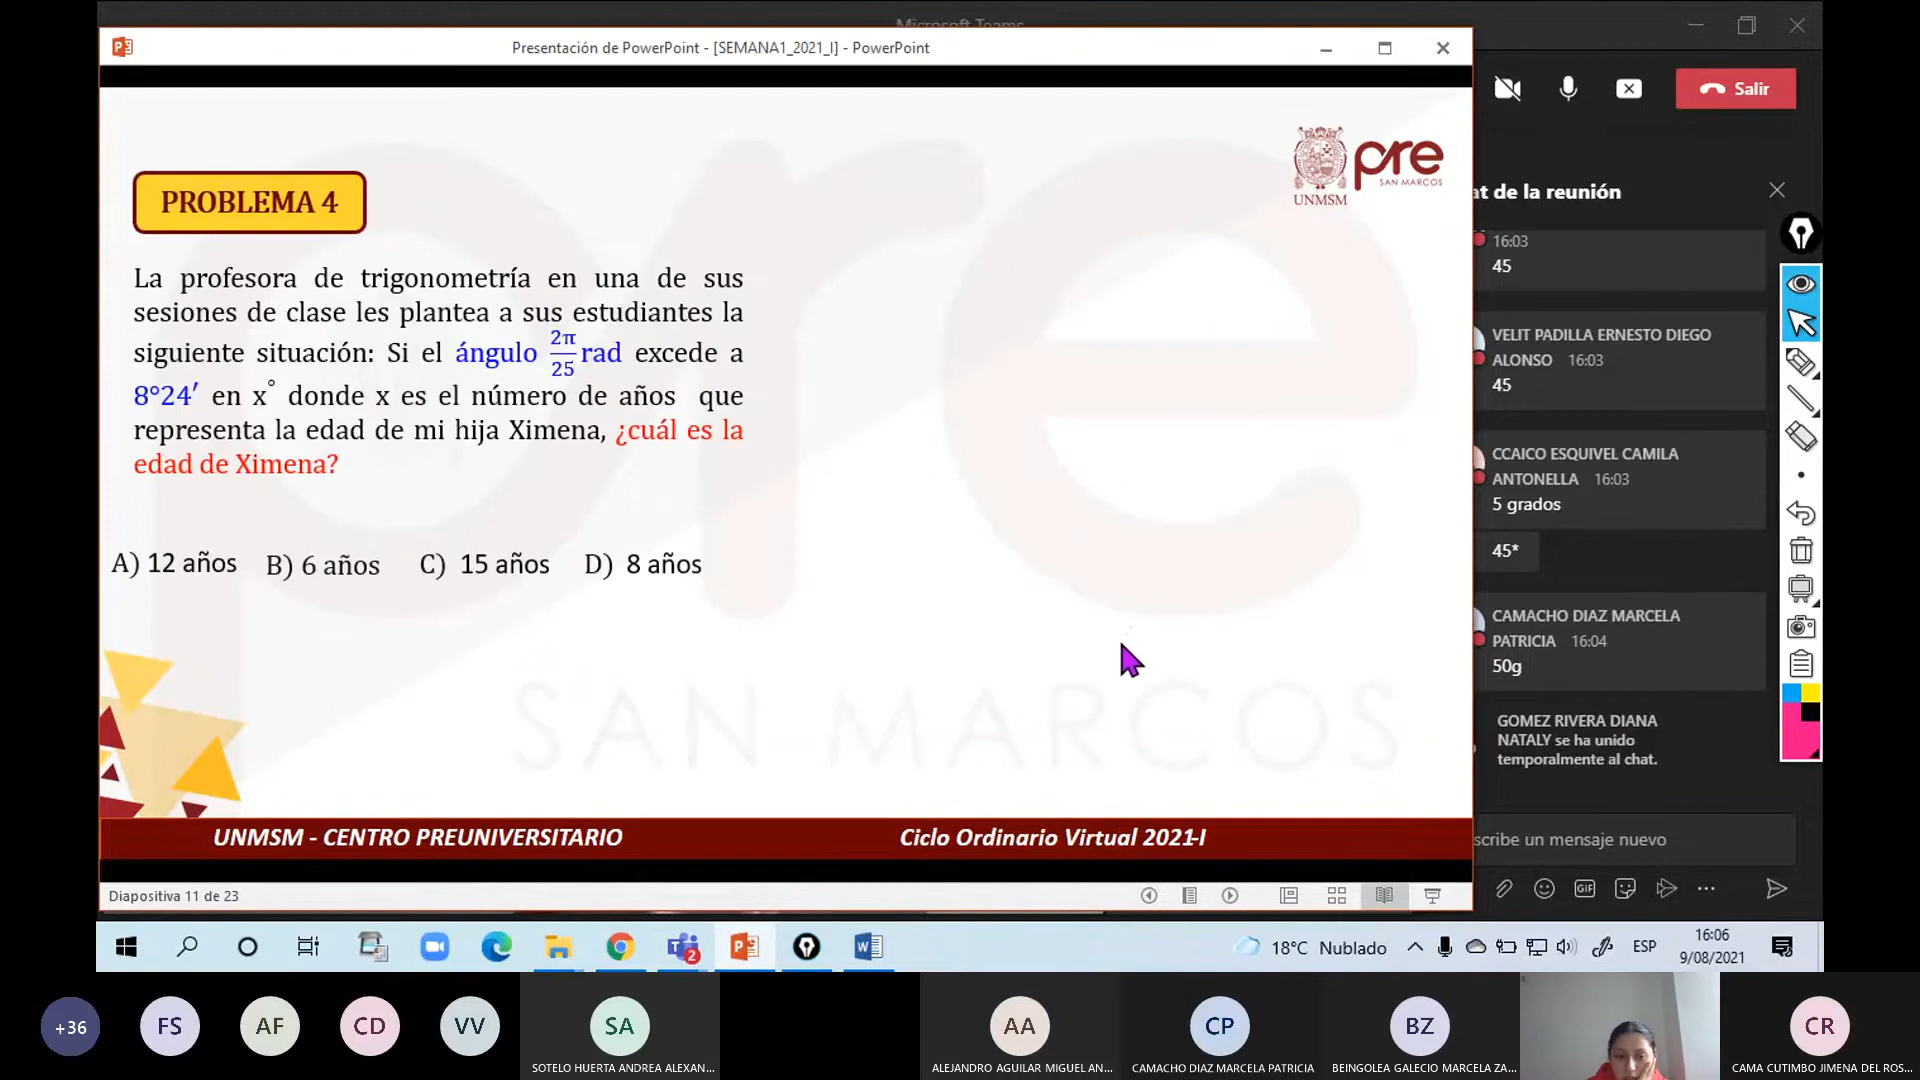 Microsoft Teams
Presentación de PowerPoint - [SEMANA1_2021_I] - PowerPoint
Salir
pre
SAN MARCOS
UNMSM
PROBLEMA 4
La profesora de trigonometría en una de sus
sesiones de clase les plantea a sus estudiantes la
siguiente situación: Si el ángulo 2π/25 rad excede a
8°24′ en x° donde x es el número de años que
representa la edad de mi hija Ximena, ¿cuál es la
edad de Ximena?
A) 12 años B) 6 años C) 15 años D) 8 años
pre
SAN MARCOS
UNMSM - CENTRO PREUNIVERSITARIO Ciclo Ordinario Virtual 2021-I
Diapositiva 11 de 23
at de la reunión
16:03
45
VELIT PADILLA ERNESTO DIEGO
ALONSO 16:03
45
CCAICO ESQUIVEL CAMILA
ANTONELLA 16:03
5 grados
45*
CAMACHO DIAZ MARCELA
PATRICIA 16:04
50g
GOMEZ RIVERA DIANA
NATALY se ha unido
temporalmente al chat.
scribe un mensaje nuevo
GIF
2
18°C Nublado
ESP
16:06
9/08/2021
+36
FS
AF
CD
VV
SA
SOTELO HUERTA ANDREA ALEXAN...
AA
ALEJANDRO AGUILAR MIGUEL AN...
CP
CAMACHO DIAZ MARCELA PATRICIA
BZ
BEINGOLEA GALECIO MARCELA ZA...
CR
CAMA CUTIMBO JIMENA DEL ROS...